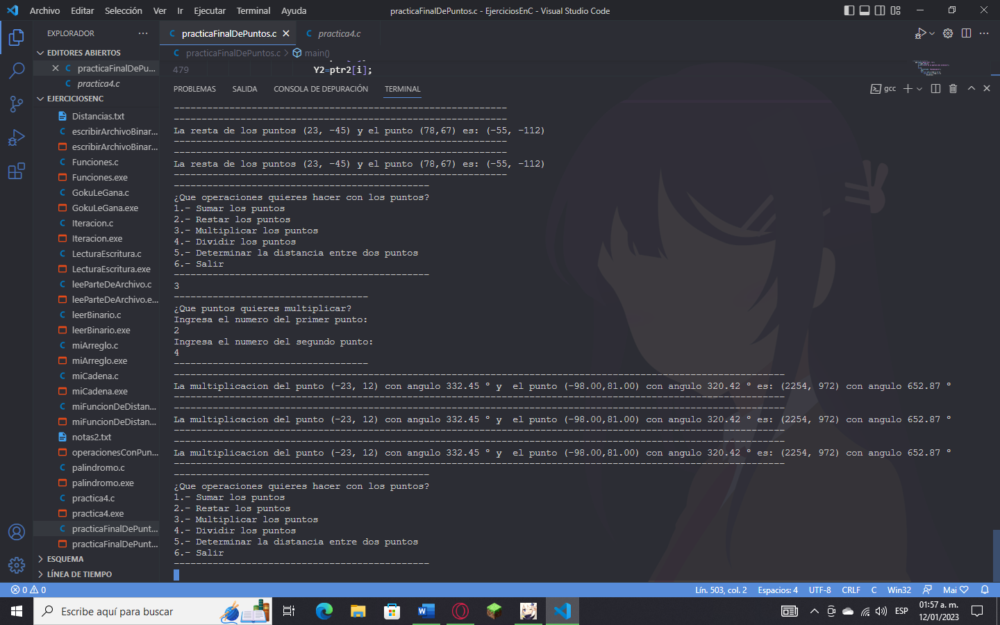 Archivo Editar Selección Ver Ir Ejecutar Terminal Ayuda practicaFinalDePuntos.c - EjerciciosEnC - Visual Studio Code
EXPLORADOR ···
EDITORES ABIERTOS
C practicaFinalDePu...
C practica4.c
EJERCICIOSENC
Distancias.txt
C escribirArchivoBinar...
escribirArchivoBinar...
C Funciones.c
Funciones.exe
C GokuLeGana.c
GokuLeGana.exe
C Iteracion.c
Iteracion.exe
C LecturaEscritura.c
LecturaEscritura.exe
C leeParteDeArchivo.c
leeParteDeArchivo.e...
C leerBinario.c
leerBinario.exe
C miArreglo.c
miArreglo.exe
C miCadena.c
miCadena.exe
C miFuncionDeDistan...
miFuncionDeDistan...
notas2.txt
operacionesConPun...
C palindromo.c
palindromo.exe
C practica4.c
practica4.exe
C practicaFinalDePunt...
practicaFinalDePunt...
ESQUEMA
LÍNEA DE TIEMPO
C practicaFinalDePuntos.c C practica4.c
C practicaFinalDePuntos.c > main()
479 Y2=ptr2[i];
PROBLEMAS SALIDA CONSOLA DE DEPURACIÓN TERMINAL gcc
------------------------------------------------------------
------------------------------------------------------------
La resta de los puntos (23, -45) y el punto (78,67) es: (-55, -112)
------------------------------------------------------------
------------------------------------------------------------
La resta de los puntos (23, -45) y el punto (78,67) es: (-55, -112)
------------------------------------------------------------
----------------------------------------------
¿Que operaciones quieres hacer con los puntos?
1.- Sumar los puntos
2.- Restar los puntos
3.- Multiplicar los puntos
4.- Dividir los puntos
5.- Determinar la distancia entre dos puntos
6.- Salir
----------------------------------------------
3
-----------------------------------
¿Que puntos quieres multiplicar?
Ingresa el numero del primer punto:
2
Ingresa el numero del segundo punto:
4
-----------------------------------
--------------------------------------------------------------------------------------------------------------
La multiplicacion del punto (-23, 12) con angulo 332.45 ° y  el punto (-98.00,81.00) con angulo 320.42 ° es: (2254, 972) con angulo 652.87 °
--------------------------------------------------------------------------------------------------------------
--------------------------------------------------------------------------------------------------------------
La multiplicacion del punto (-23, 12) con angulo 332.45 ° y  el punto (-98.00,81.00) con angulo 320.42 ° es: (2254, 972) con angulo 652.87 °
--------------------------------------------------------------------------------------------------------------
--------------------------------------------------------------------------------------------------------------
La multiplicacion del punto (-23, 12) con angulo 332.45 ° y  el punto (-98.00,81.00) con angulo 320.42 ° es: (2254, 972) con angulo 652.87 °
--------------------------------------------------------------------------------------------------------------
----------------------------------------------
¿Que operaciones quieres hacer con los puntos?
1.- Sumar los puntos
2.- Restar los puntos
3.- Multiplicar los puntos
4.- Dividir los puntos
5.- Determinar la distancia entre dos puntos
6.- Salir
----------------------------------------------
0 0 Lín. 503, col. 2 Espacios: 4 UTF-8 CRLF C Win32 Mai ♡
Escribe aquí para buscar ESP 01:57 a. m.
12/01/2023